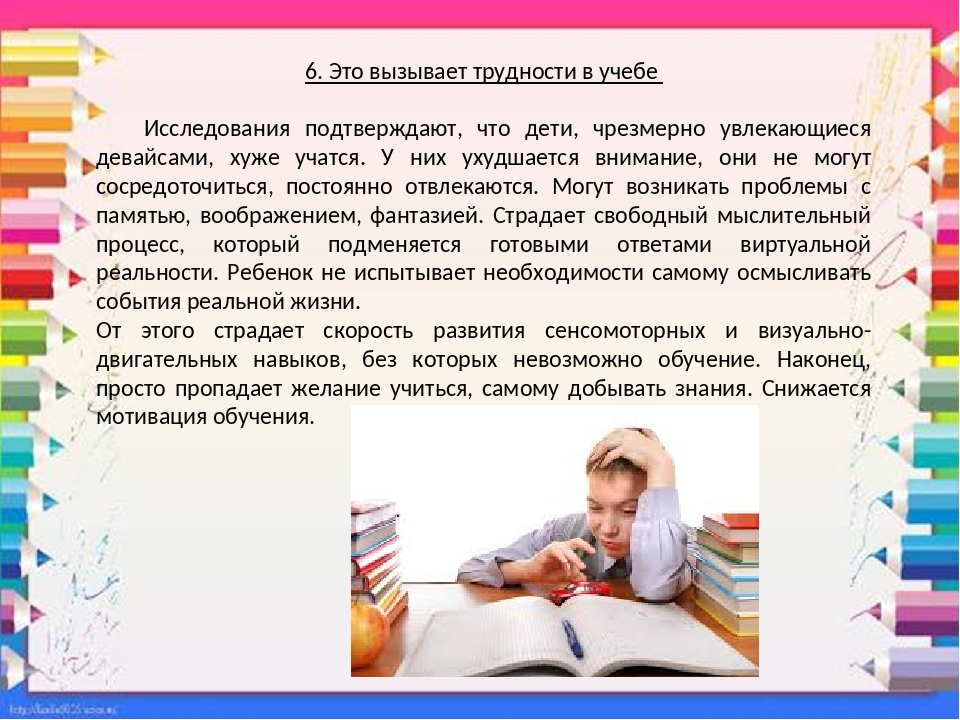 6. Это вызывает трудности в учебе
Исследования подтверждают, что дети, чрезмерно увлекающиеся
девайсами, хуже учатся. У них ухудшается внимание, они не могут
сосредоточиться, постоянно отвлекаются. Могут возникать проблемы с
памятью, воображением, фантазией. Страдает свободный мыслительный
процесс, который подменяется готовыми ответами виртуальной
реальности. Ребенок не испытывает необходимости самому осмысливать
события реальной жизни.
От этого страдает скорость развития сенсомоторных и визуально-
двигательных навыков, без которых невозможно обучение. Наконец,
просто пропадает желание учиться, самому добывать знания. Снижается
мотивация обучения.